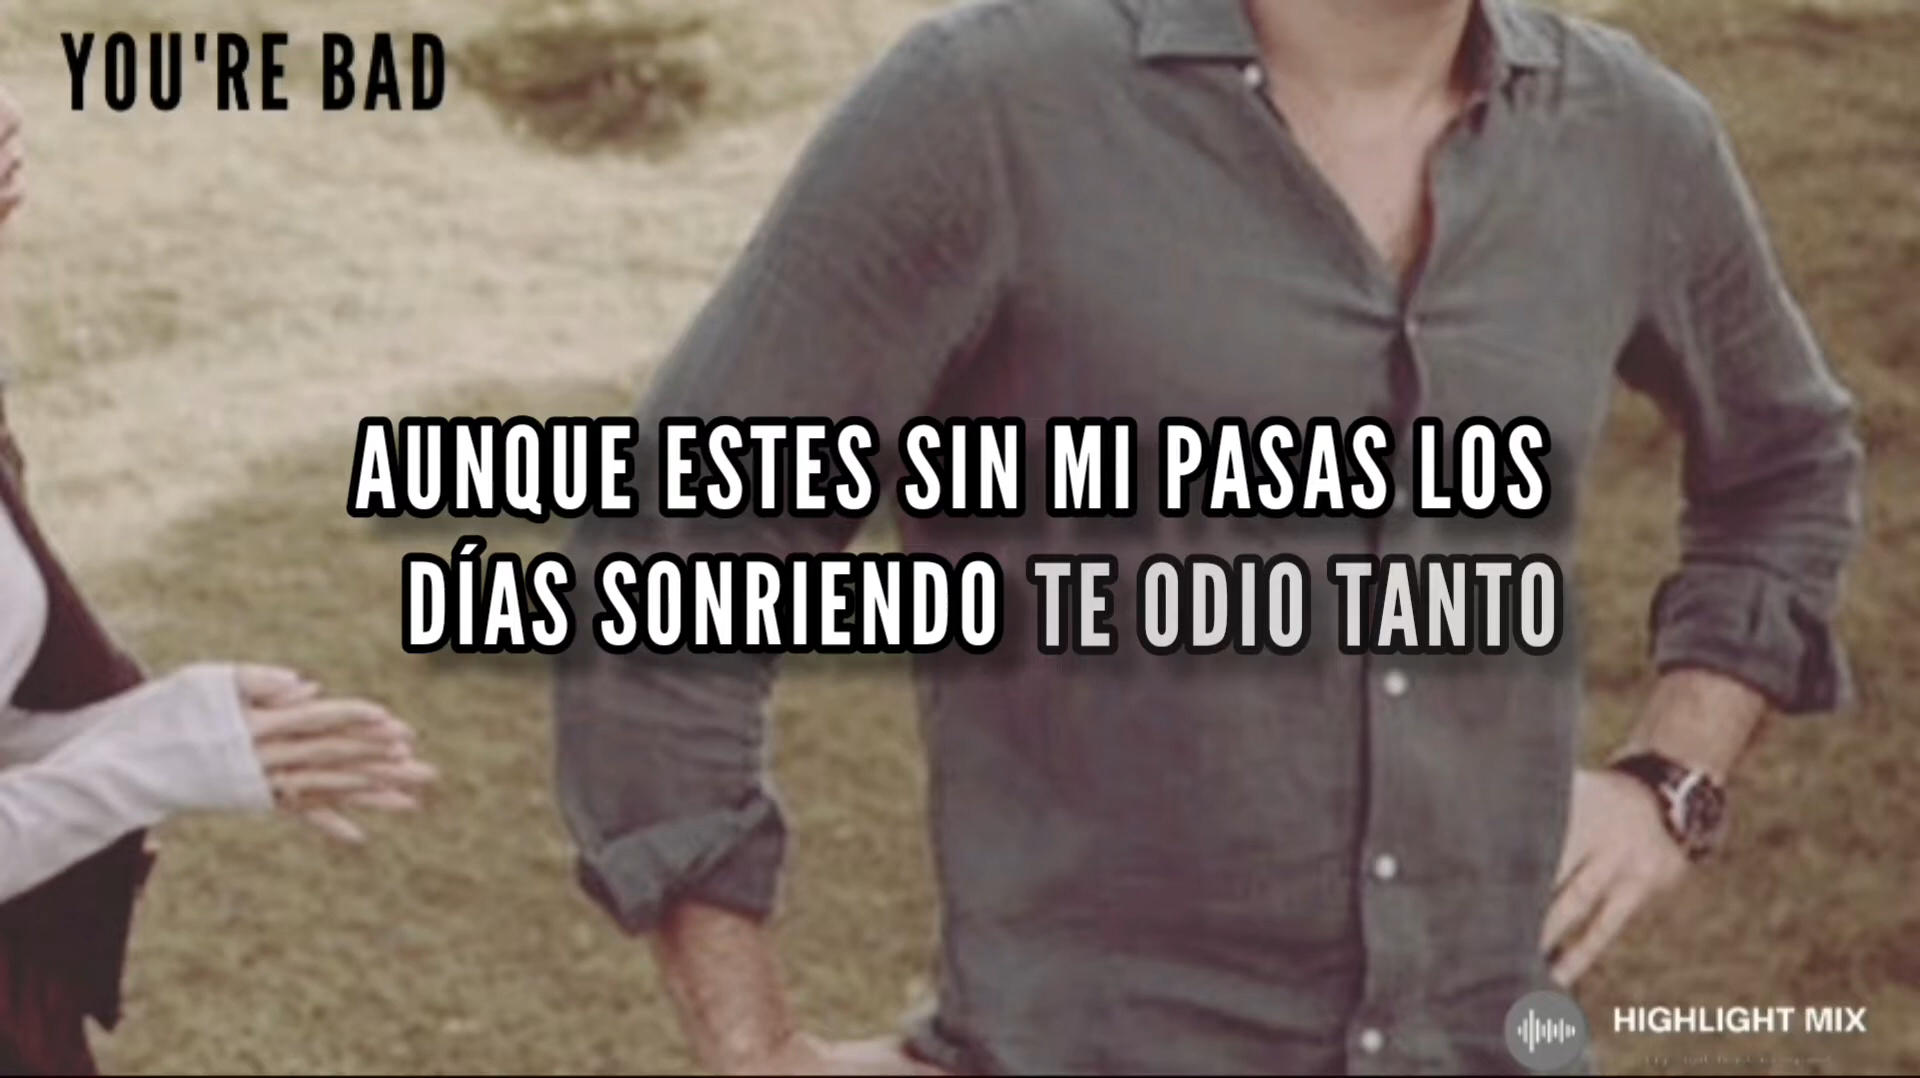 YOU'RE BAD
AUNQUE ESTES SIN MI PASAS LOS
DÍAS SONRIENDO TE ODIO TANTO
HIGHLIGHT MIX